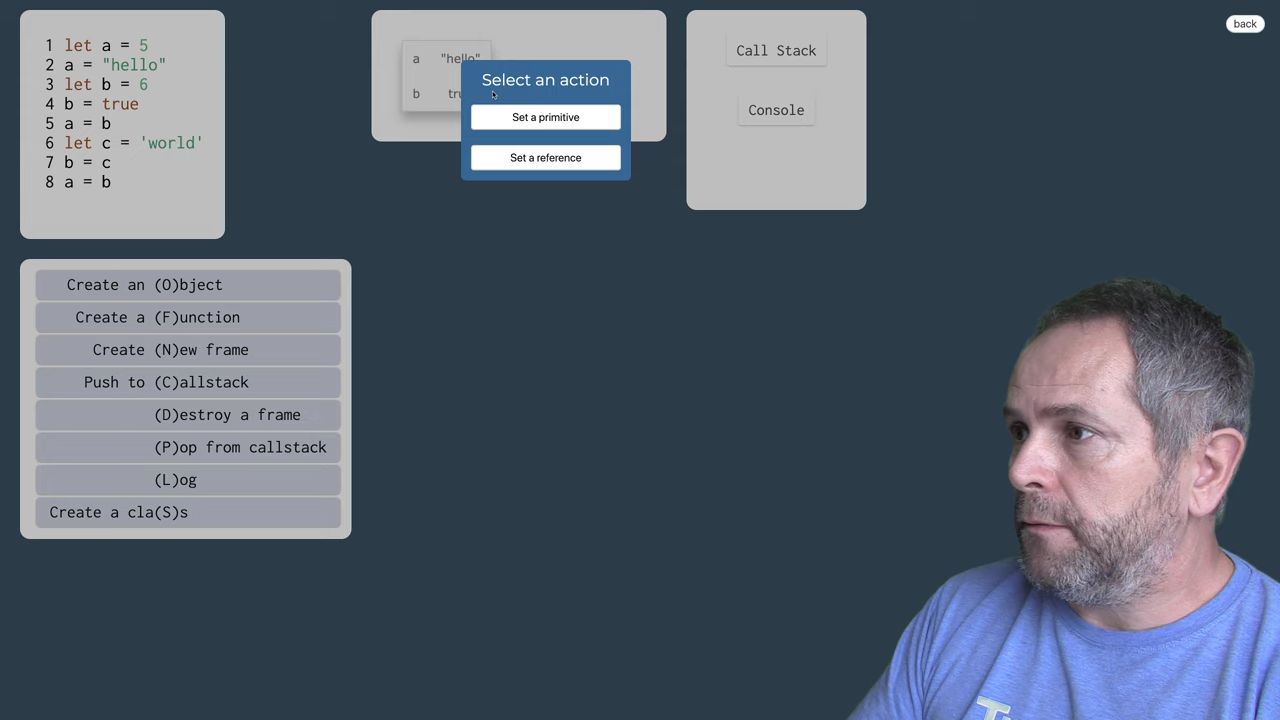 1 let a = 5
2 a = "hello"
3 let b = 6
4 b = true
5 a = b
6 let c = 'world'
7 b = c
8 a = b
a "hello"
b
Select an action
Set a primitive
Set a reference
Call Stack
Console
back
Create an (O)bject
Create a (F)unction
Create (N)ew frame
Push to (C)allstack
(D)estroy a frame
(P)op from callstack
(L)og
Create a cla(S)s